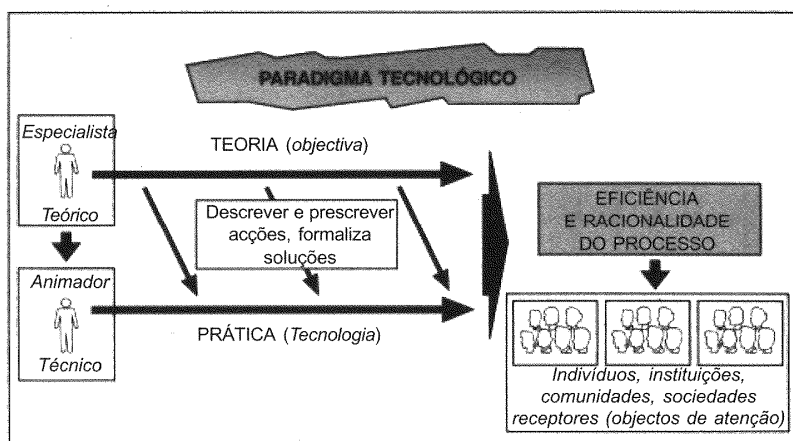 PARADIGMA TECNOLÓGICO
Especialista
Teórico
TEORIA (objectiva)
Descrever e prescrever
acções, formaliza
soluções
Animador
Técnico
PRÁTICA (Tecnologia)
EFICIÊNCIA
E RACIONALIDADE
DO PROCESSO
Indivíduos, instituições,
comunidades, sociedades
receptores (objectos de atenção)